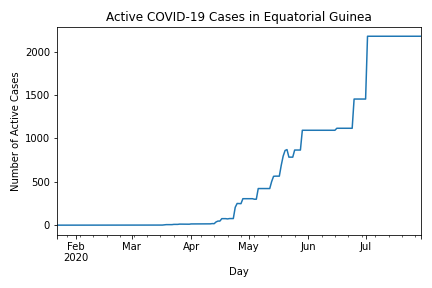 Active COVID-19 Cases in Equatorial Guinea
Number of Active Cases
2000
1500
1000
500
0
Feb Mar Apr May Jun Jul
2020
Day